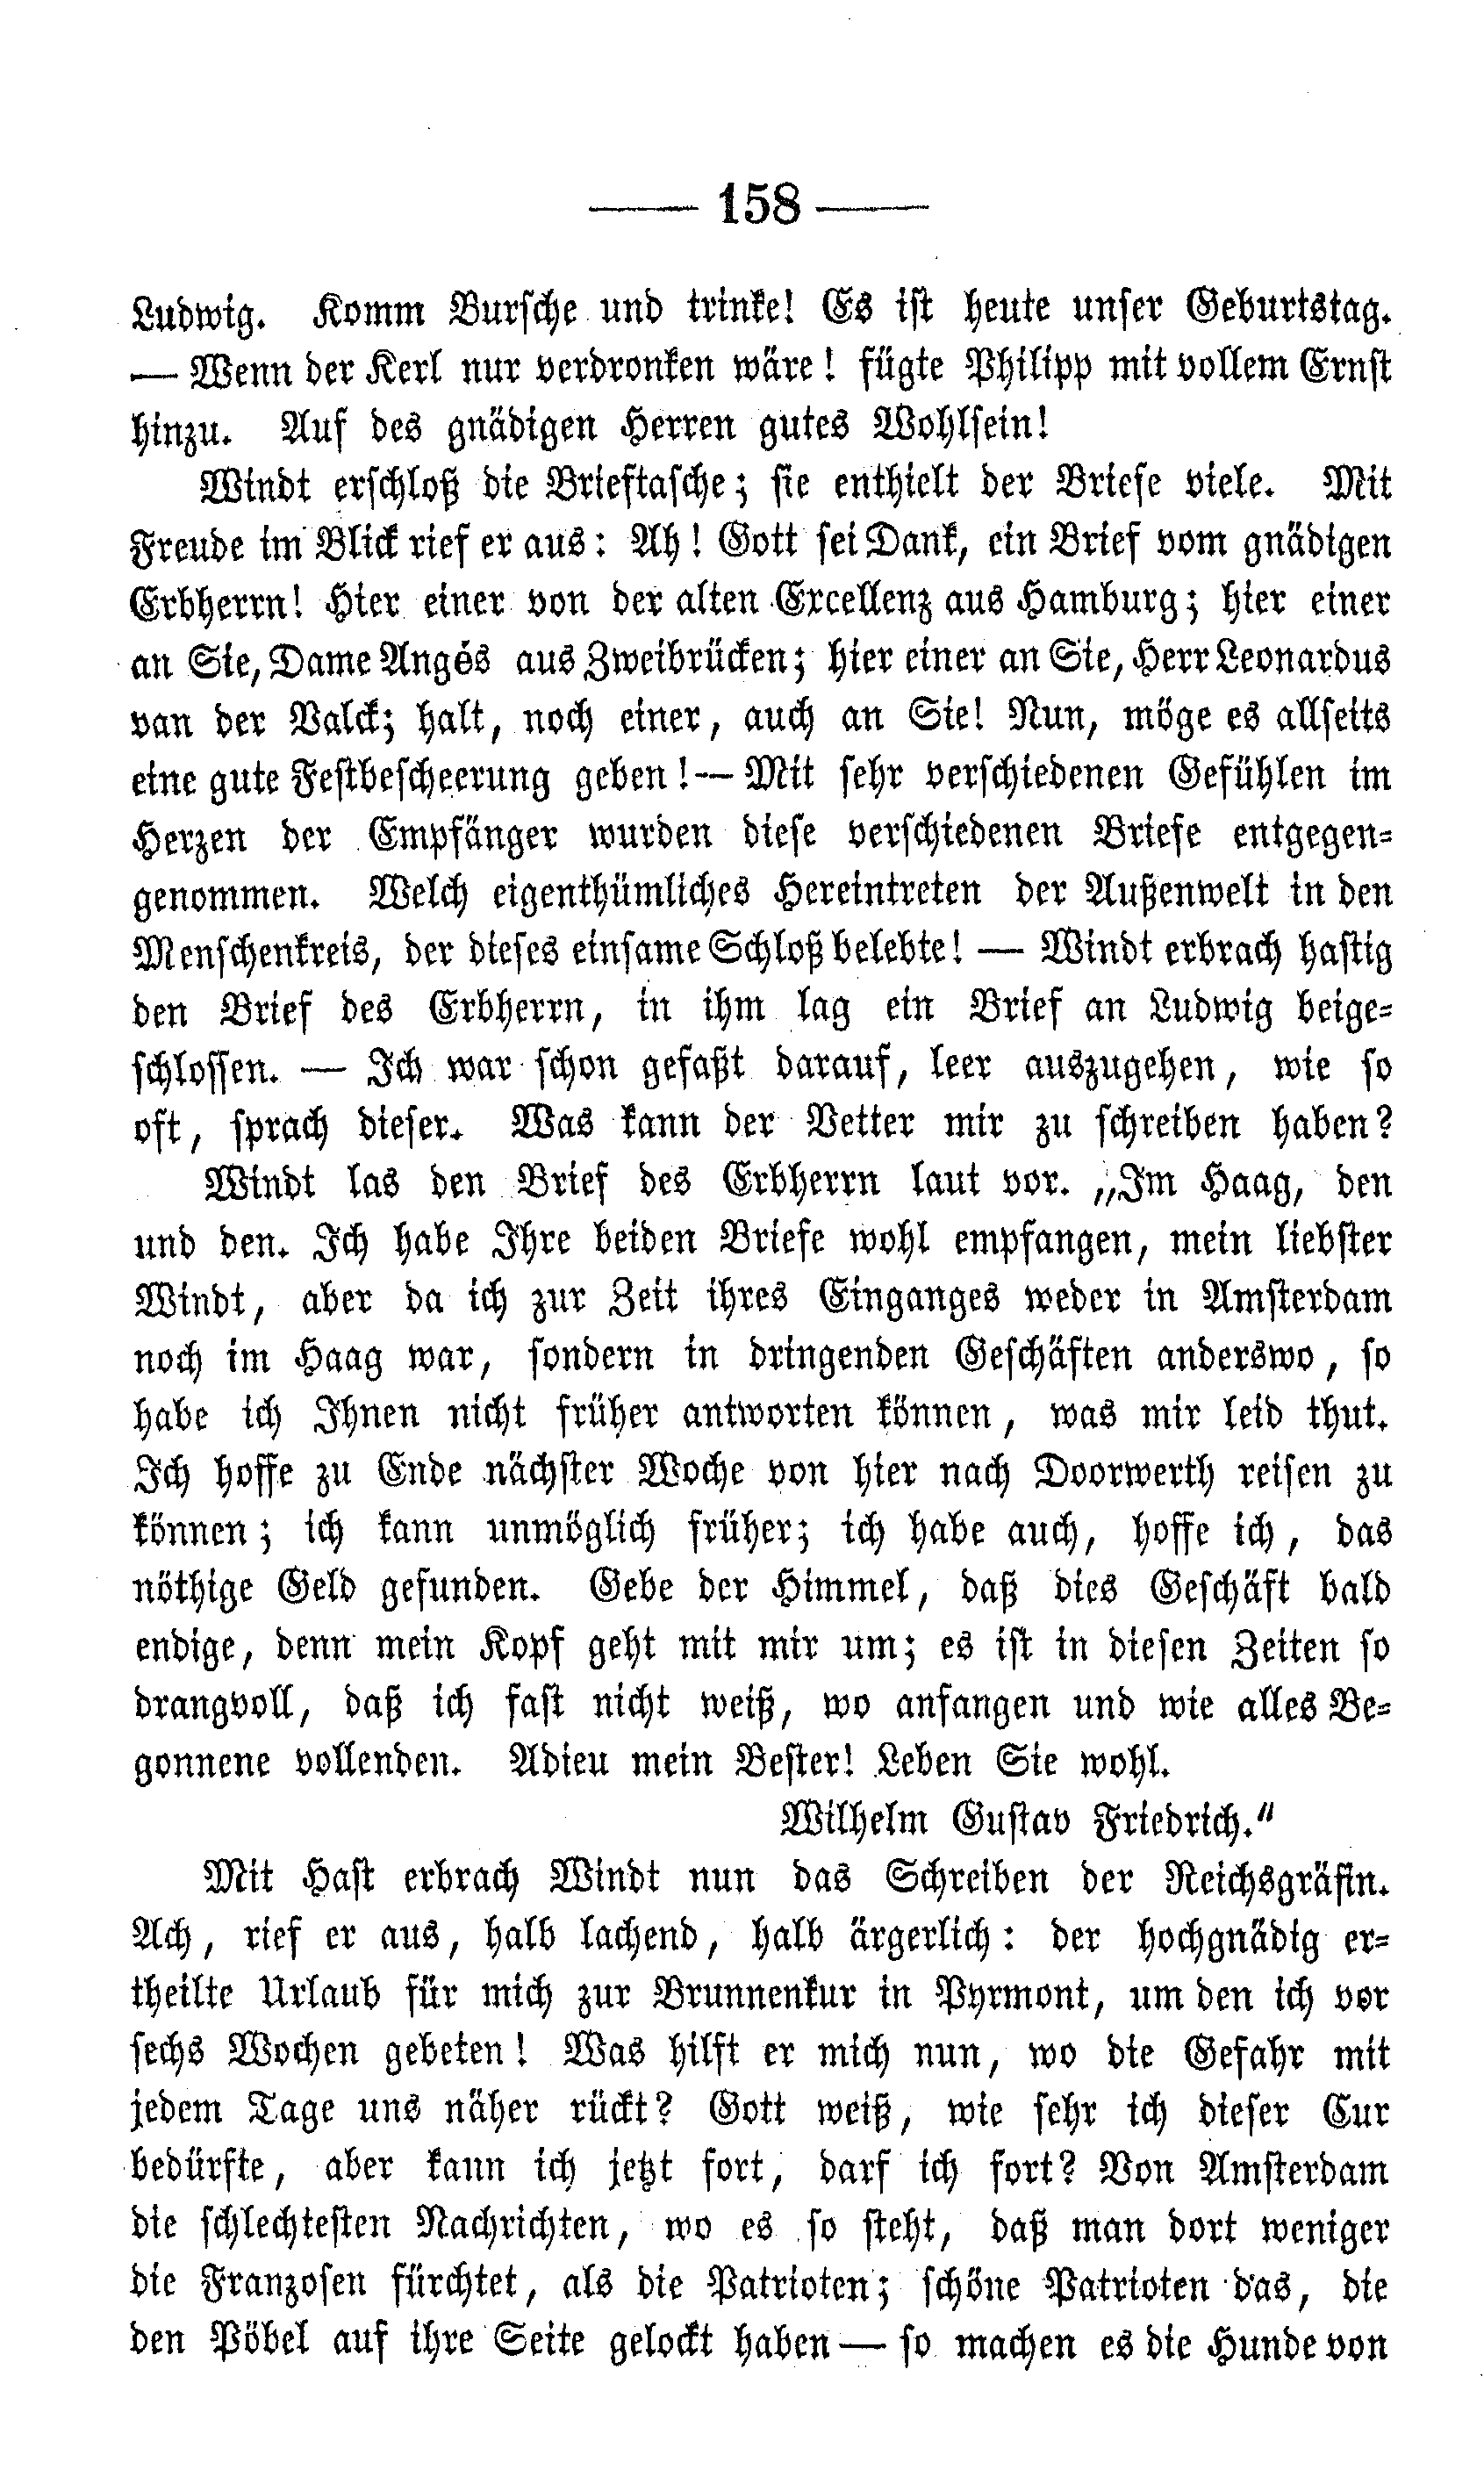 — 158 —
Ludwig. Komm Bursche und trinke! Es ist heute unser Geburtstag.
— Wenn der Kerl nur verdronken wäre! fügte Philipp mit vollem Ernst
hinzu. Auf des gnädigen Herren gutes Wohlsein!
Windt erschloß die Brieftasche; sie enthielt der Briefe viele. Mit
Freude im Blick rief er aus: Ah! Gott sei Dank, ein Brief vom gnädigen
Erbherrn! Hier einer von der alten Excellenz aus Hamburg; hier einer
an Sie, Dame Angés aus Zweibrücken; hier einer an Sie, Herr Leonardus
van der Valck; halt, noch einer, auch an Sie! Nun, möge es allseits
eine gute Festbescheerung geben! — Mit sehr verschiedenen Gefühlen im
Herzen der Empfänger wurden diese verschiedenen Briefe entgegen-
genommen. Welch eigenthümliches Hereintreten der Außenwelt in den
Menschenkreis, der dieses einsame Schloß belebte! — Windt erbrach hastig
den Brief des Erbherrn, in ihm lag ein Brief an Ludwig beige-
schlossen. — Ich war schon gefaßt darauf, leer auszugehen, wie so
oft, sprach dieser. Was kann der Vetter mir zu schreiben haben?
Windt las den Brief des Erbherrn laut vor. „Im Haag, den
und den. Ich habe Ihre beiden Briefe wohl empfangen, mein liebster
Windt, aber da ich zur Zeit ihres Einganges weder in Amsterdam
noch im Haag war, sondern in dringenden Geschäften anderswo, so
habe ich Ihnen nicht früher antworten können, was mir leid thut.
Ich hoffe zu Ende nächster Woche von hier nach Doorwerth reisen zu
können; ich kann unmöglich früher; ich habe auch, hoffe ich, das
nöthige Geld gefunden. Gebe der Himmel, daß dies Geschäft bald
endige, denn mein Kopf geht mit mir um; es ist in diesen Zeiten so
drangvoll, daß ich fast nicht weiß, wo anfangen und wie alles Be-
gonnene vollenden. Adieu mein Bester! Leben Sie wohl.
Wilhelm Gustav Friedrich.“
Mit Hast erbrach Windt nun das Schreiben der Reichsgräfin.
Ach, rief er aus, halb lachend, halb ärgerlich: der hochgnädig er-
theilte Urlaub für mich zur Brunnenkur in Pyrmont, um den ich vor
sechs Wochen gebeten! Was hilft er mich nun, wo die Gefahr mit
jedem Tage uns näher rückt? Gott weiß, wie sehr ich dieser Cur
bedürfte, aber kann ich jetzt fort, darf ich fort? Von Amsterdam
die schlechtesten Nachrichten, wo es so steht, daß man dort weniger
die Franzosen fürchtet, als die Patrioten; schöne Patrioten das, die
den Pöbel auf ihre Seite gelockt haben — so machen es die Hunde von